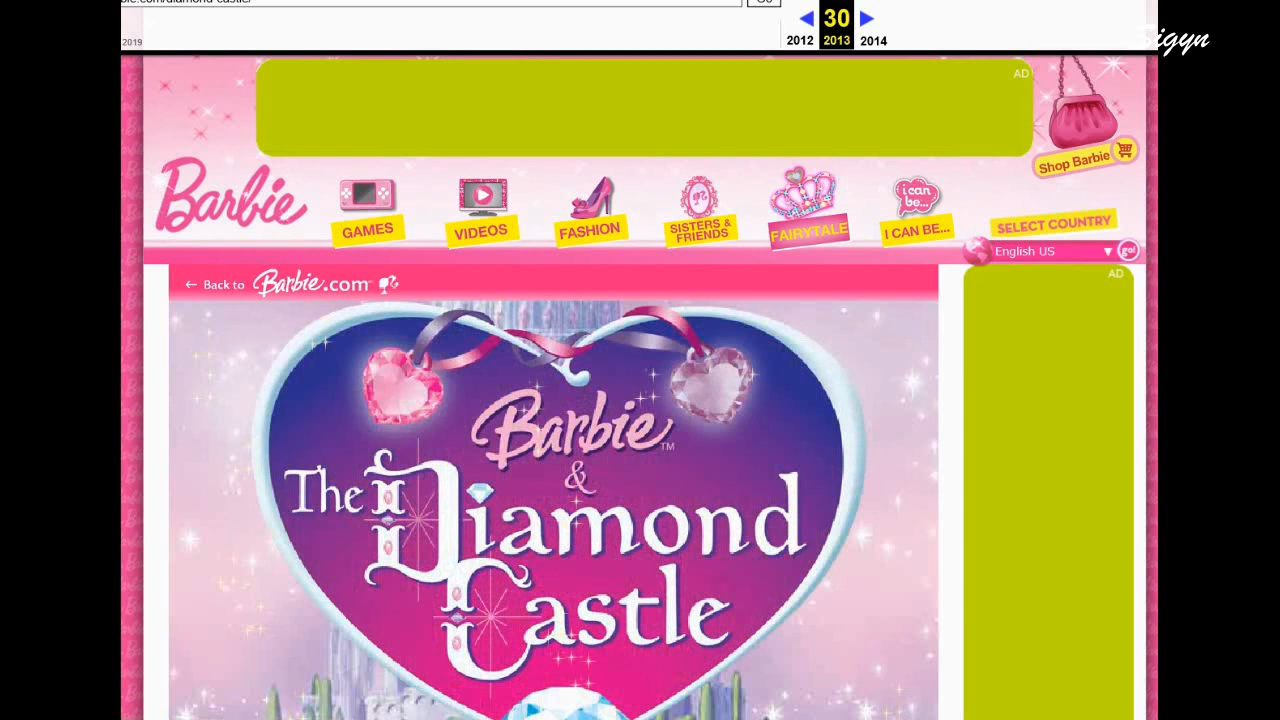 30
2012 2013 2014
2019
AD
Shop Barbie
Barbie
GAMES
VIDEOS
FASHION
SISTERS &
FRIENDS
FAIRYTALE
i can
be...
I CAN BE...
SELECT COUNTRY
English US
go!
← Back to Barbie.com
AD
Barbie™
&
The Diamond
Castle